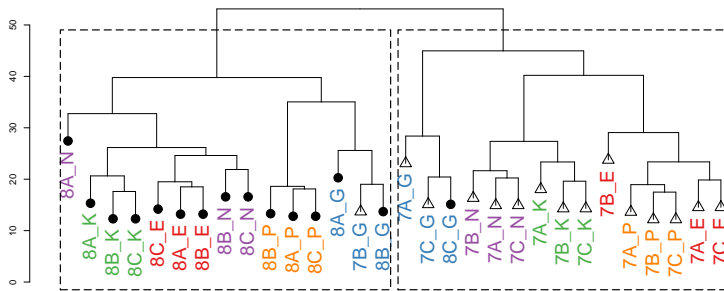 50
40
30
20
10
0
8A_N
8A_K
8B_K
8C_K
8C_E
8A_E
8B_E
8B_N
8C_N
8B_P
8A_P
8C_P
8A_G
7B_G
8B_G
7A_G
7C_G
8C_G
7B_N
7A_N
7C_N
7A_K
7B_K
7C_K
7B_E
7A_P
7B_P
7C_P
7A_E
7C_E